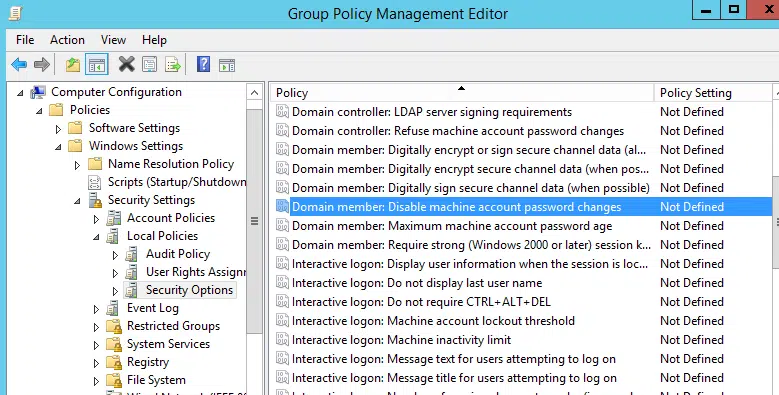 Group Policy Management Editor
File Action View Help
Computer Configuration
Policies
Software Settings
Windows Settings
Name Resolution Policy
Scripts (Startup/Shutdown
Security Settings
Account Policies
Local Policies
Audit Policy
User Rights Assignm
Security Options
Event Log
Restricted Groups
System Services
Registry
File System
Policy Policy Setting
Domain controller: LDAP server signing requirements Not Defined
Domain controller: Refuse machine account password changes Not Defined
Domain member: Digitally encrypt or sign secure channel data (al... Not Defined
Domain member: Digitally encrypt secure channel data (when pos... Not Defined
Domain member: Digitally sign secure channel data (when possible) Not Defined
Domain member: Disable machine account password changes Not Defined
Domain member: Maximum machine account password age Not Defined
Domain member: Require strong (Windows 2000 or later) session k... Not Defined
Interactive logon: Display user information when the session is loc... Not Defined
Interactive logon: Do not display last user name Not Defined
Interactive logon: Do not require CTRL+ALT+DEL Not Defined
Interactive logon: Machine account lockout threshold Not Defined
Interactive logon: Machine inactivity limit Not Defined
Interactive logon: Message text for users attempting to log on Not Defined
Interactive logon: Message title for users attempting to log on Not Defined